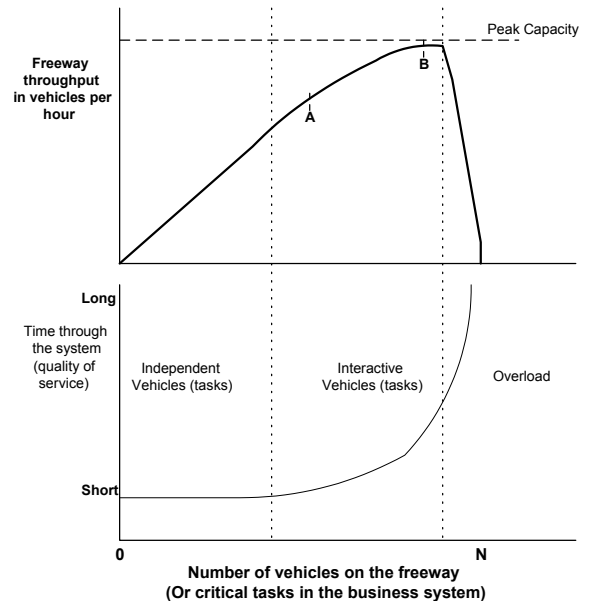 Peak Capacity
Freeway
throughput
in vehicles per
hour
B
A
Long
Time through
the system
(quality of
service)
Independent
Vehicles (tasks)
Interactive
Vehicles (tasks)
Overload
Short
0
N
Number of vehicles on the freeway
(Or critical tasks in the business system)